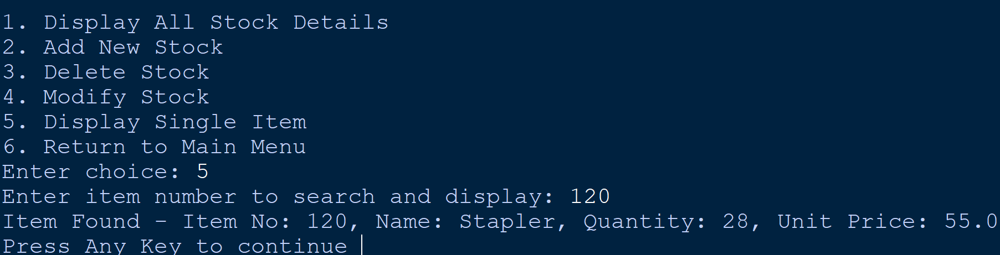 1. Display All Stock Details
2. Add New Stock
3. Delete Stock
4. Modify Stock
5. Display Single Item
6. Return to Main Menu
Enter choice: 5
Enter item number to search and display: 120
Item Found - Item No: 120, Name: Stapler, Quantity: 28, Unit Price: 55.0
Press Any Key to continue